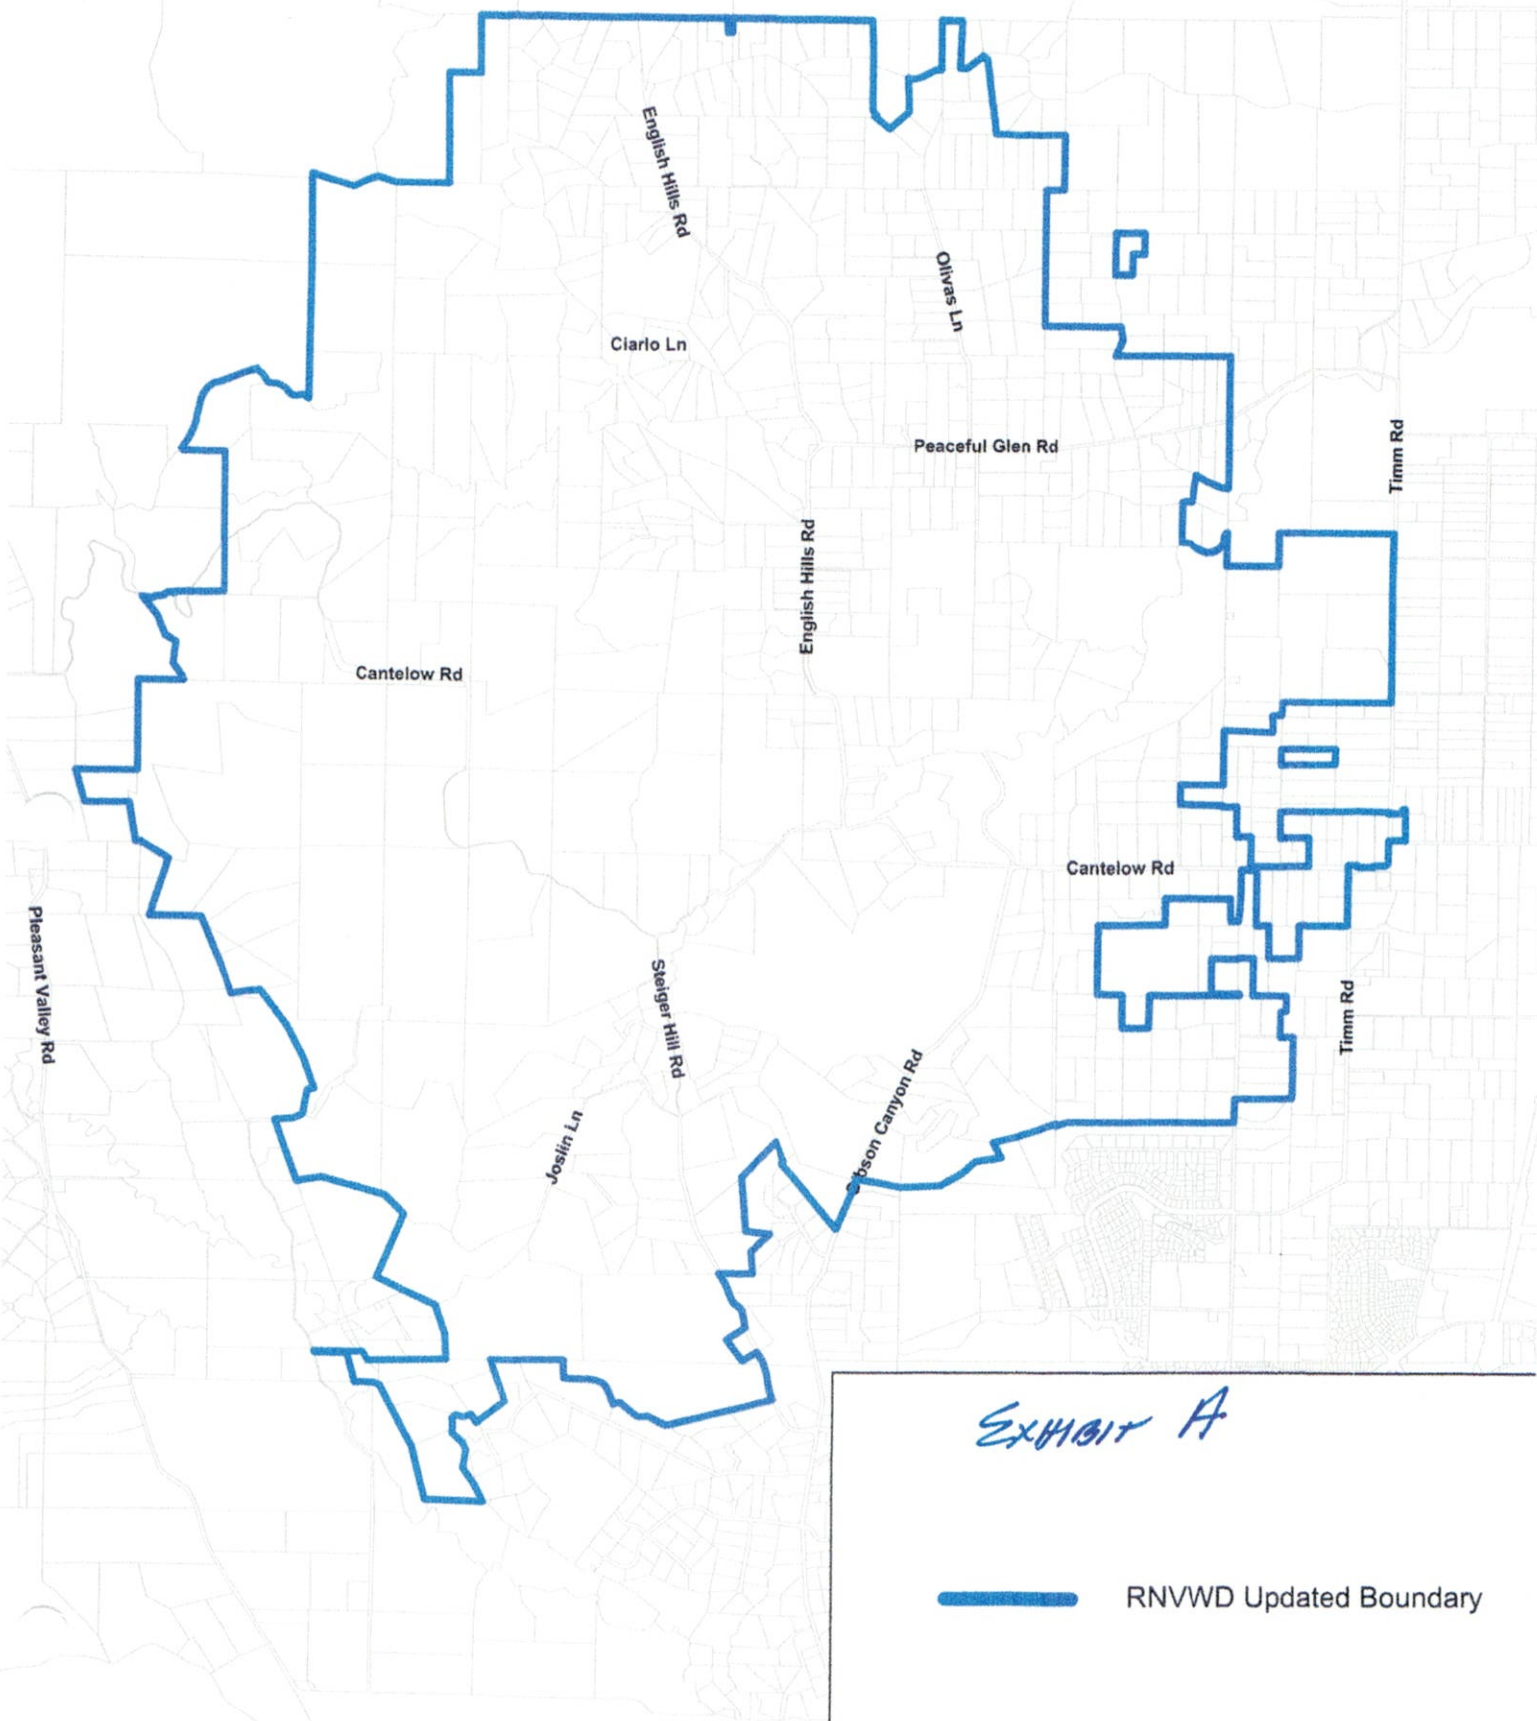 English Hills Rd
Olivas Ln
Ciarlo Ln
Peaceful Glen Rd
Timm Rd
English Hills Rd
Cantelow Rd
Cantelow Rd
Pleasant Valley Rd
Steiger Hill Rd
Timm Rd
Joslin Ln
Gibson Canyon Rd
EXHIBIT A
RNVWD Updated Boundary